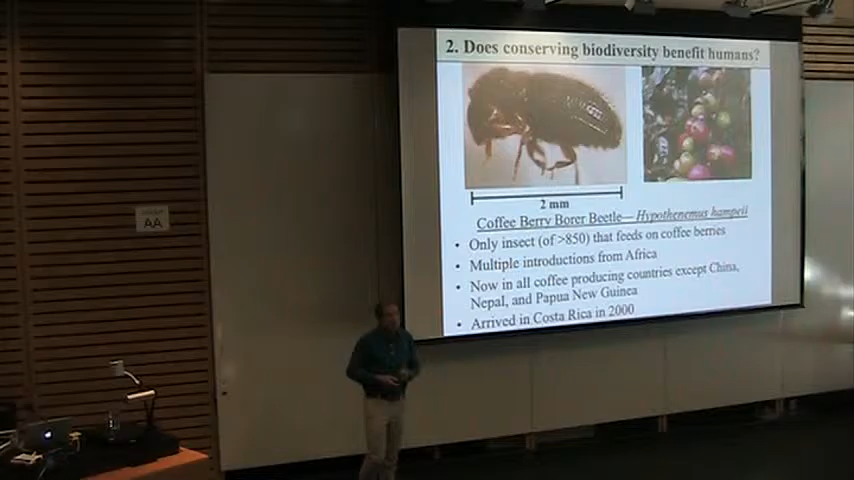 2. Does conserving biodiversity benefit humans?
2 mm
Coffee Berry Borer Beetle—Hypothenemus hampeii
• Only insect (of >850) that feeds on coffee berries
• Multiple introductions from Africa
• Now in all coffee producing countries except China,
Nepal, and Papua New Guinea
• Arrived in Costa Rica in 2000
AA